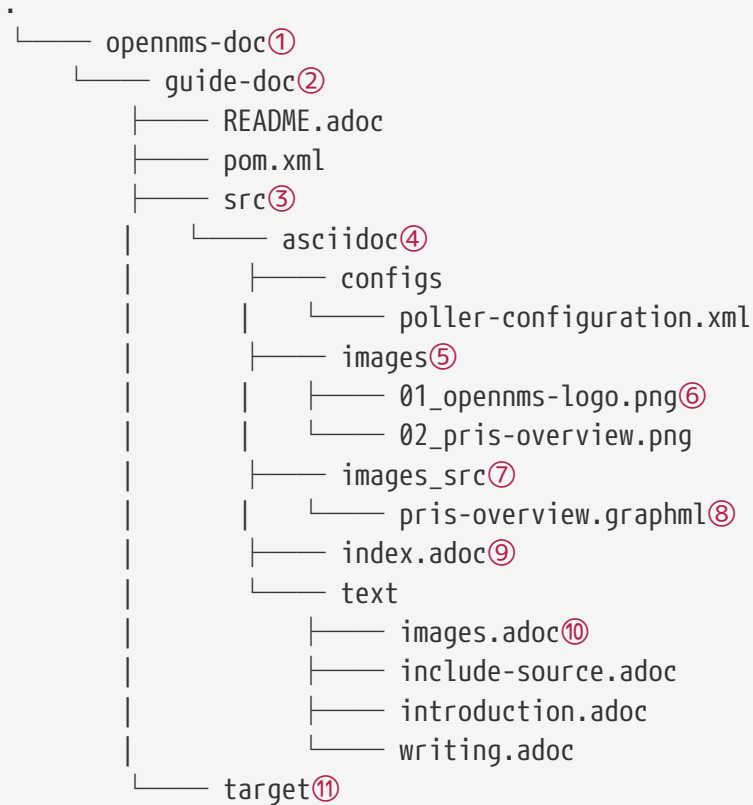 .
└──── opennms-doc①
    └──── guide-doc②
        ├──── README.adoc
        ├──── pom.xml
        ├──── src③
        |   └──── asciidoc④
        |       ├──── configs
        |       |   └──── poller-configuration.xml
        |       ├──── images⑤
        |       |   ├──── 01_opennms-logo.png⑥
        |       |   └──── 02_pris-overview.png
        |       ├──── images_src⑦
        |       |   └──── pris-overview.graphml⑧
        |       ├──── index.adoc⑨
        |       └──── text
        |           ├──── images.adoc⑩
        |           ├──── include-source.adoc
        |           ├──── introduction.adoc
        |           └──── writing.adoc
        └──── target⑪